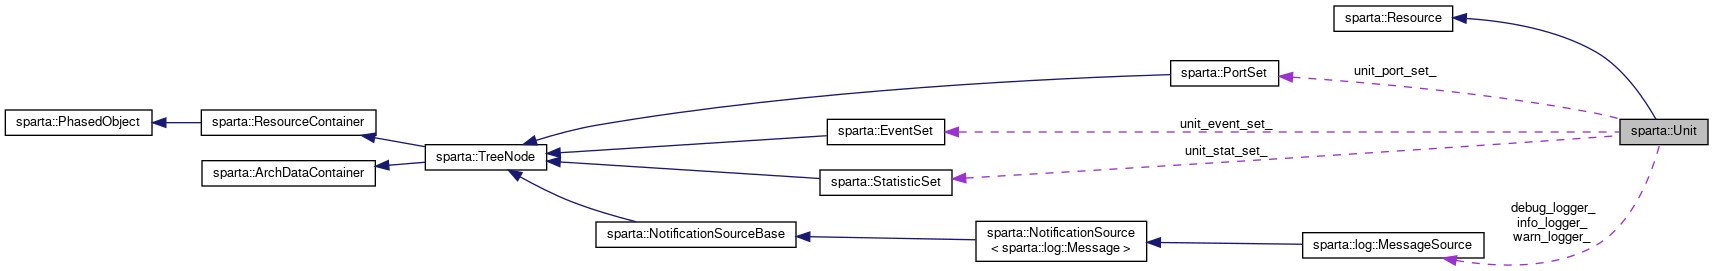 sparta::Resource
sparta::PortSet
unit_port_set_
sparta::PhasedObject
sparta::ResourceContainer
sparta::EventSet
unit_event_set_
sparta::Unit
sparta::TreeNode
unit_stat_set_
sparta::ArchDataContainer
sparta::StatisticSet
debug_logger_
info_logger_
warn_logger_
sparta::NotificationSourceBase
sparta::NotificationSource
< sparta::log::Message >
sparta::log::MessageSource